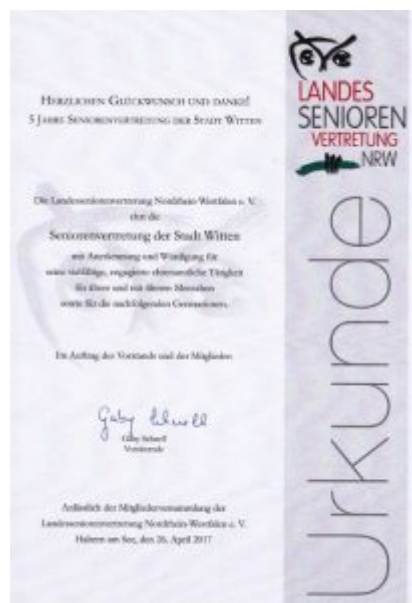 HERZLICHEN GLÜCKWUNSCH UND DANKE!
5 JAHRE SENIORENVERTRETUNG DER STADT WITTEN
Die Landesseniorenvertretung Nordrhein-Westfalen e. V.
ehrt die
Seniorenvertretung der Stadt Witten
mit Anerkennung und Würdigung für
seine vielfältige, engagierte ehrenamtliche Tätigkeit
für ältere und mit älteren Menschen
sowie für die nachfolgenden Generationen.
Im Auftrag des Vorstands und der Mitglieder
Gaby Schnell
Gaby Schnell
Vorsitzende
Anlässlich der Mitgliederversammlung der
Landesseniorenvertretung Nordrhein-Westfalen e. V.
Haltern am See, den 26. April 2017
LANDES
SENIOREN
VERTRETUNG
NRW
Urkunde